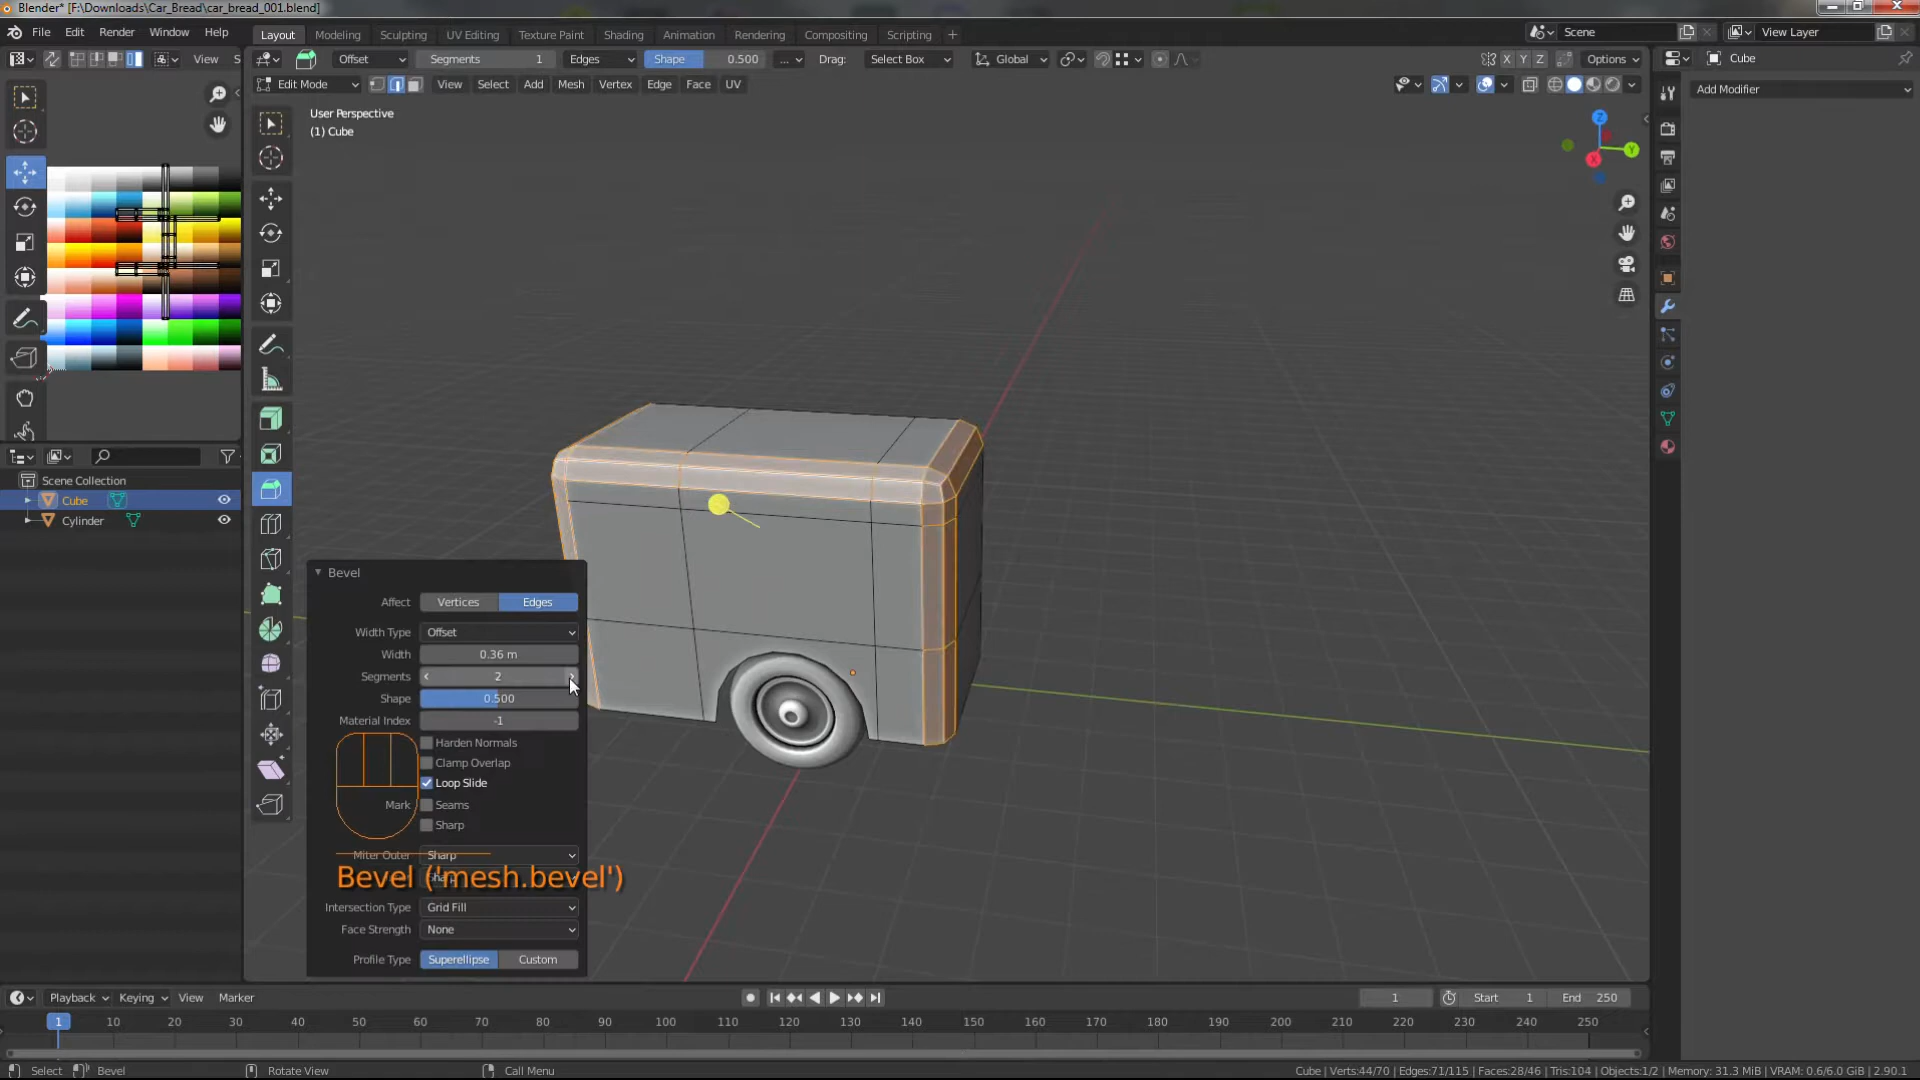 Blender* [F:\Downloads\Car_Bread\car_bread_001.blend]
File Edit Render Window Help
Layout Modeling Sculpting UV Editing Texture Paint Shading Animation Rendering Compositing Scripting + Scene View Layer
View S Offset Segments 1 Edges Shape 0.500 ... Drag: Select Box Global X Y Z Options Cube
Edit Mode View Select Add Mesh Vertex Edge Face UV Add Modifier
User Perspective
(1) Cube
Z
Y
X
Scene Collection
Cube
Cylinder
Bevel
Affect Vertices Edges
Width Type Offset
Width 0.36 m
Segments 2
Shape 0.500
Material Index -1
Harden Normals
Clamp Overlap
Loop Slide
Mark Seams
Sharp
Miter Outer Sharp
Bevel ('mesh.bevel')
Intersection Type Grid Fill
Face Strength None
Profile Type Superellipse Custom
Playback Keying View Marker 1 Start 1 End 250
1 10 20 30 40 50 60 70 80 90 100 110 120 130 140 150 160 170 180 190 200 210 220 230 240 250
Select Bevel Rotate View Call Menu Cube | Verts:44/70 | Edges:71/115 | Faces:28/46 | Tris:104 | Objects:1/2 | Memory: 31.3 MiB | VRAM: 0.6/6.0 GiB | 2.90.1